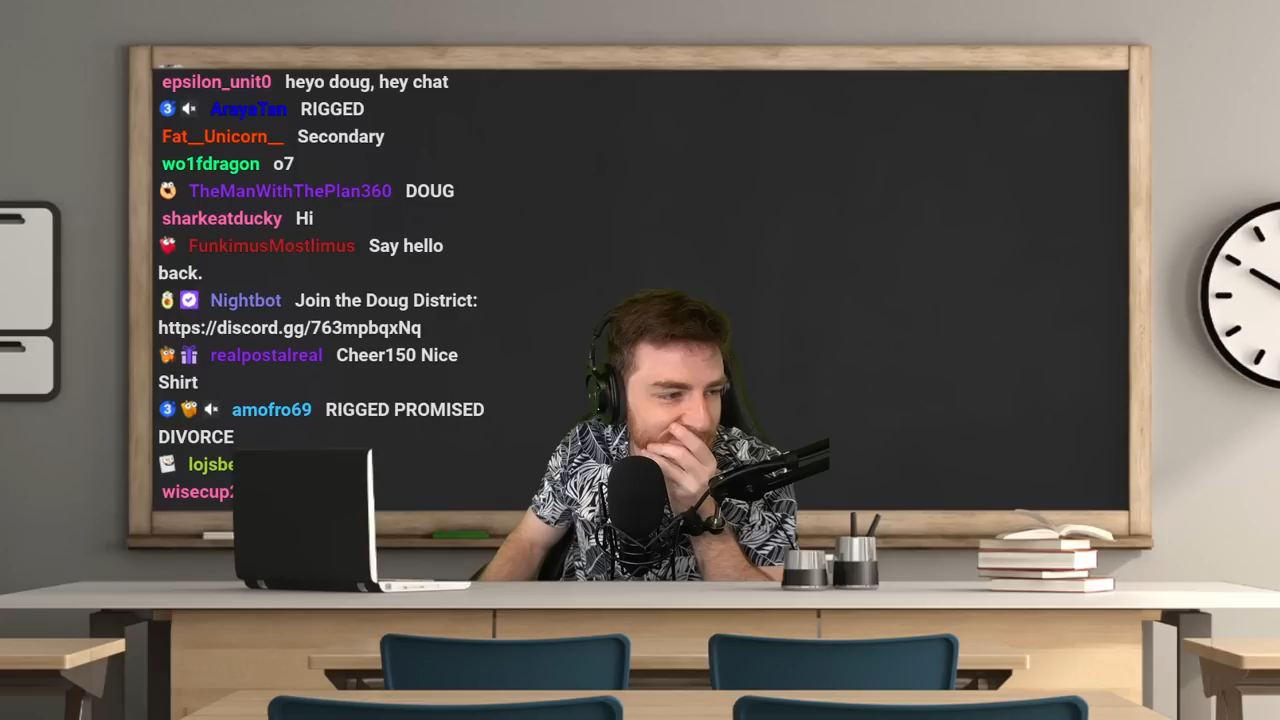 epsilon_unit0 heyo doug, hey chat
ArayaTan RIGGED
Fat__Unicorn__ Secondary
wo1fdragon o7
TheManWithThePlan360 DOUG
sharkeatducky Hi
FunkimusMostlimus Say hello
back.
Nightbot Join the Doug District:
https://discord.gg/763mpbqxNq
realpostalreal Cheer150 Nice
Shirt
amofro69 RIGGED PROMISED
DIVORCE